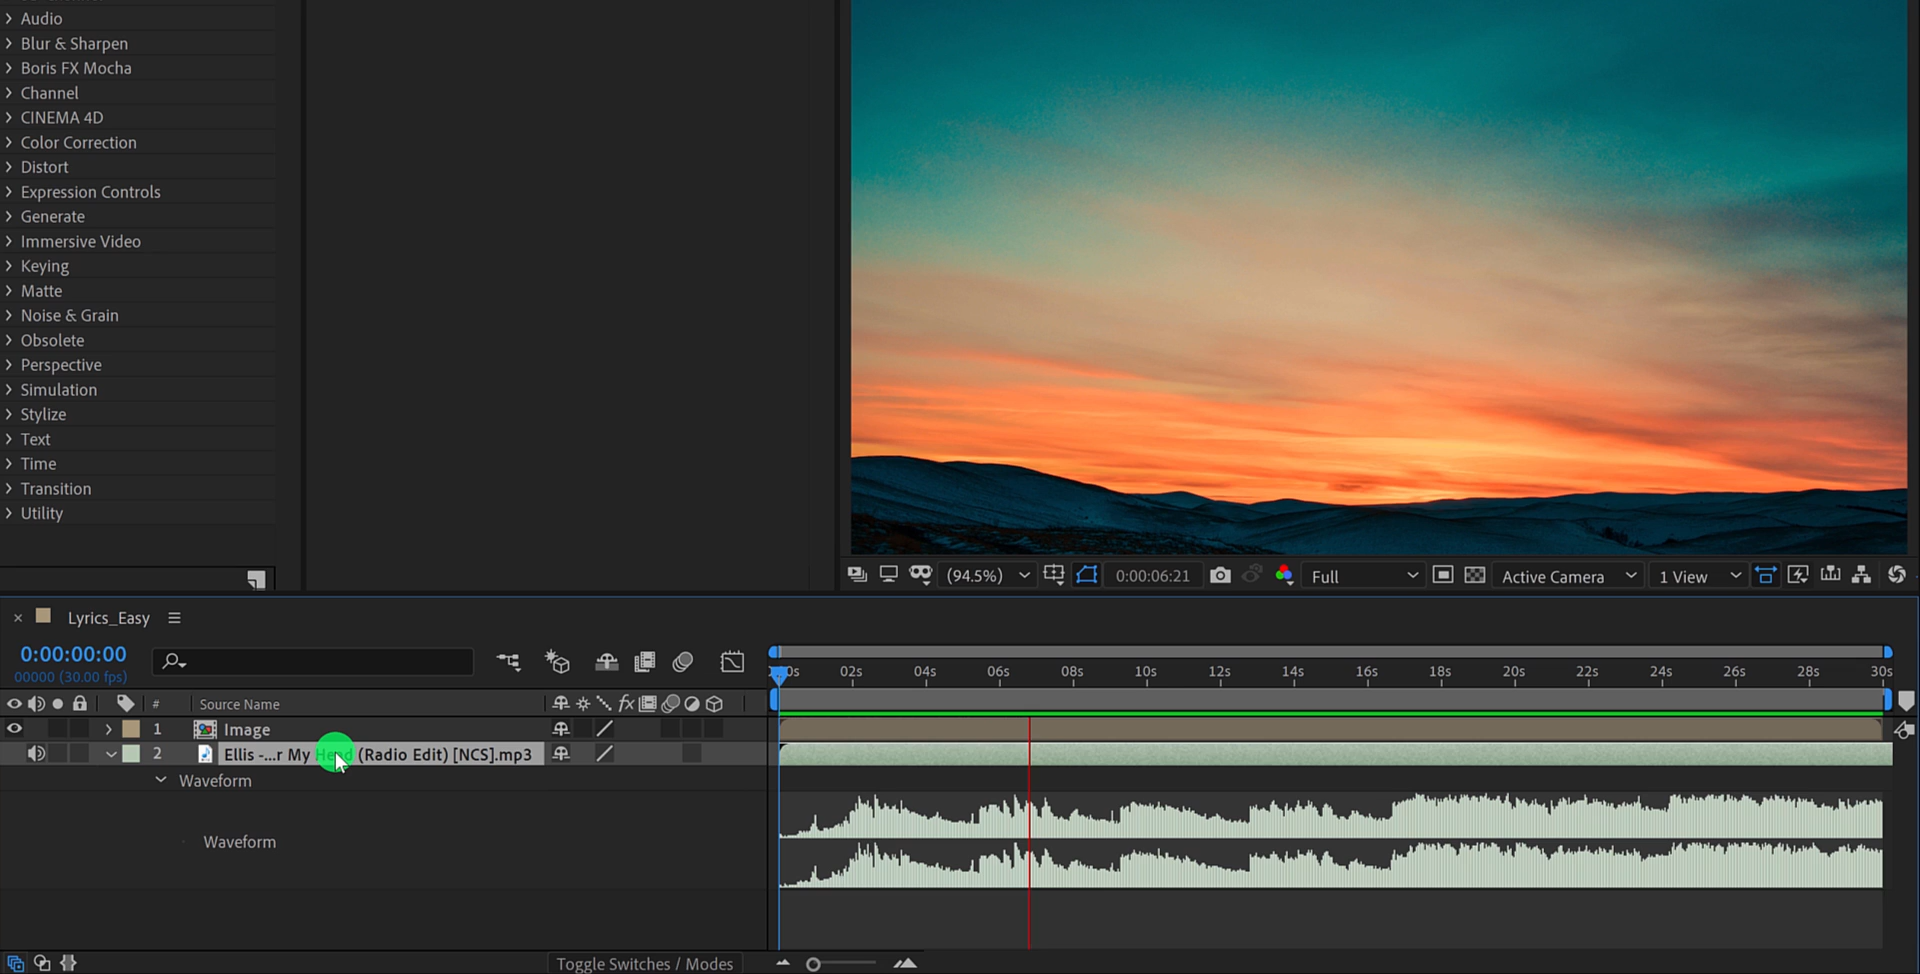 Audio
Blur & Sharpen
Boris FX Mocha
Channel
CINEMA 4D
Color Correction
Distort
Expression Controls
Generate
Immersive Video
Keying
Matte
Noise & Grain
Obsolete
Perspective
Simulation
Stylize
Text
Time
Transition
Utility
(94.5%) 0:00:06:21 Full Active Camera 1 View
Lyrics_Easy
0:00:00:00
00000 (30.00 fps)
02s 04s 06s 08s 10s 12s 14s 16s 18s 20s 22s 24s 26s 28s 30s
# Source Name fx
1 Image
2 Ellis -...r My Head (Radio Edit) [NCS].mp3
Waveform
Waveform
Toggle Switches / Modes